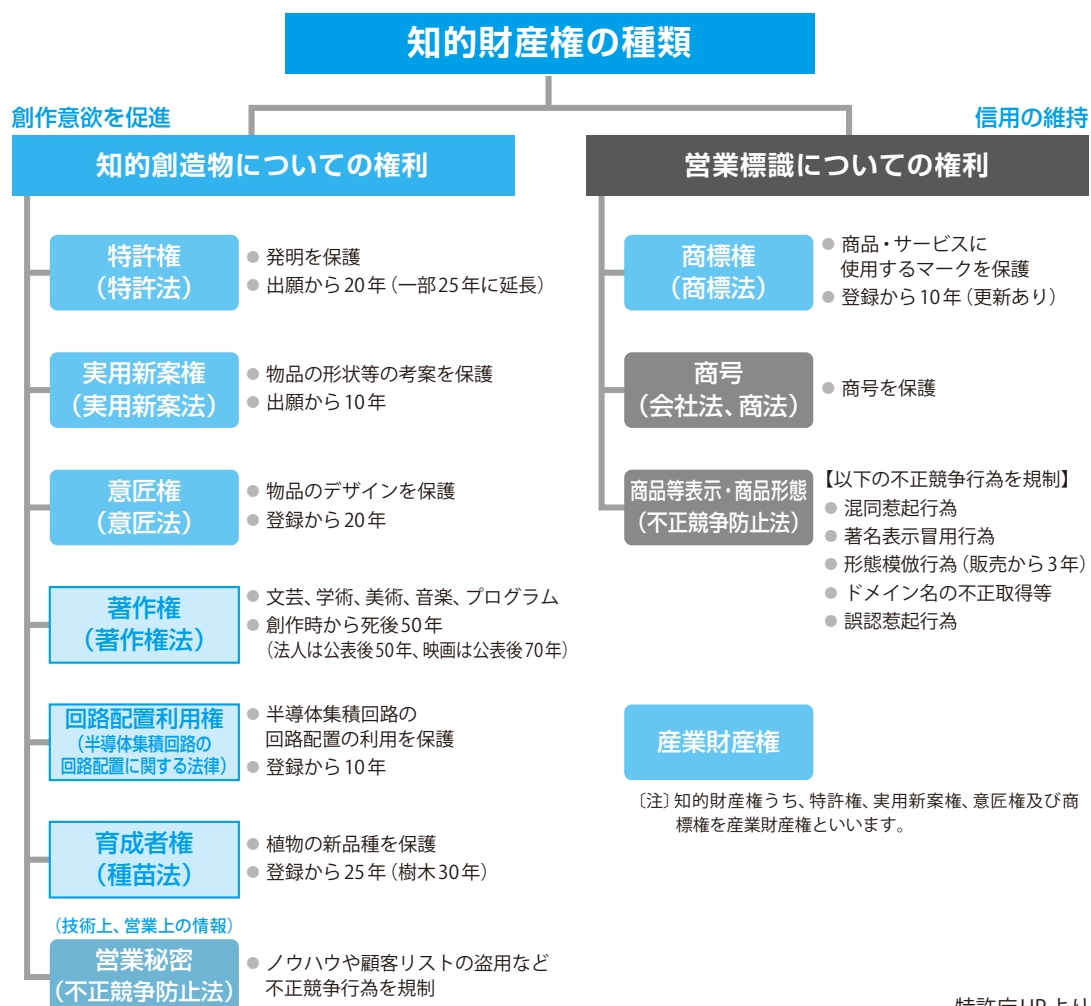 知的財産権の種類
創作意欲を促進
知的創造物についての権利
特許権
(特許法)
● 発明を保護
● 出願から20年(一部25年に延長)
実用新案権
(実用新案法)
● 物品の形状等の考案を保護
● 出願から10年
意匠権
(意匠法)
● 物品のデザインを保護
● 登録から20年
著作権
(著作権法)
● 文芸、学術、美術、音楽、プログラム
● 創作時から死後50年
(法人は公表後50年、映画は公表後70年)
回路配置利用権
(半導体集積回路の
回路配置に関する法律)
● 半導体集積回路の
回路配置の利用を保護
● 登録から10年
育成者権
(種苗法)
● 植物の新品種を保護
● 登録から25年(樹木30年)
(技術上、営業上の情報)
営業秘密
(不正競争防止法)
● ノウハウや顧客リストの盗用など
不正競争行為を規制
信用の維持
営業標識についての権利
商標権
(商標法)
● 商品・サービスに
使用するマークを保護
● 登録から10年(更新あり)
商号
(会社法、商法)
● 商号を保護
商品等表示・商品形態
(不正競争防止法)
【以下の不正競争行為を規制】
● 混同惹起行為
● 著名表示冒用行為
● 形態模倣行為(販売から3年)
● ドメイン名の不正取得等
● 誤認惹起行為
産業財産権
〔注〕知的財産権うち、特許権、実用新案権、意匠権及び商
標権を産業財産権といいます。
特許庁HPより